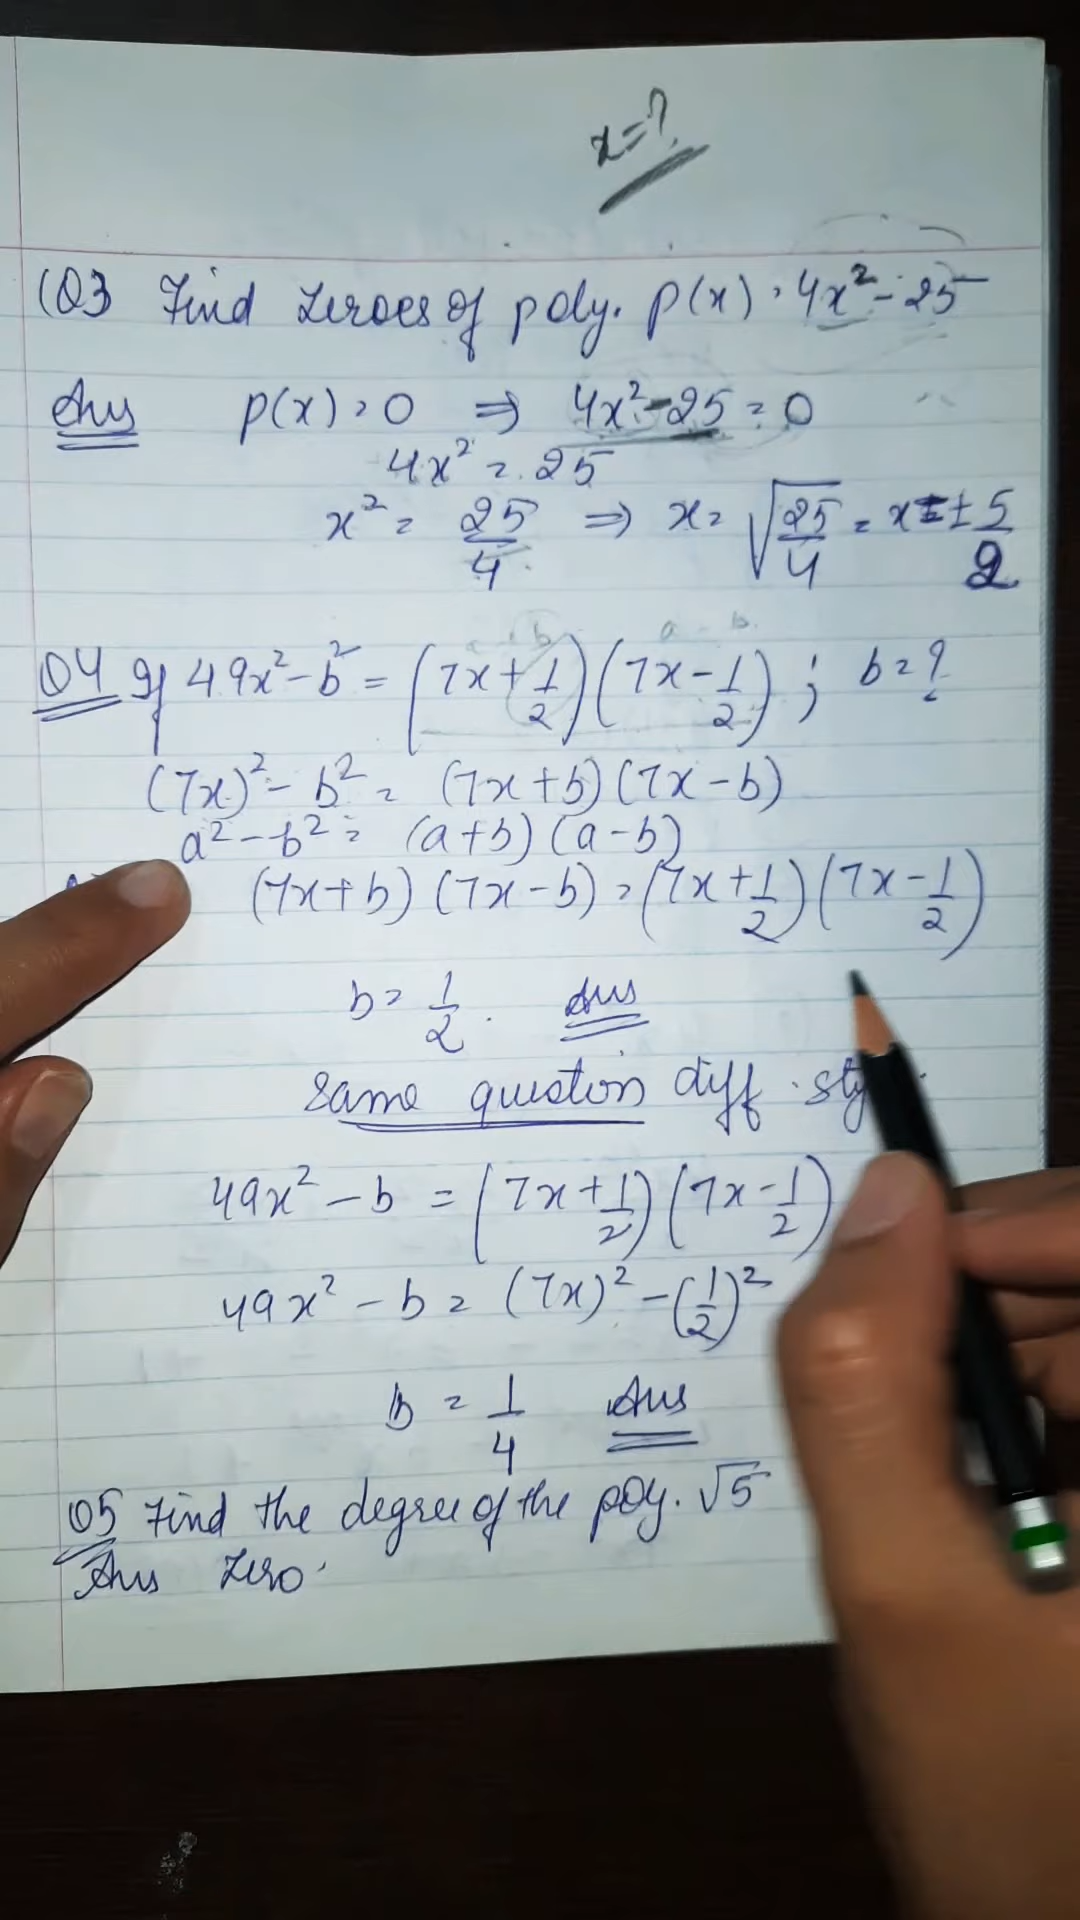 x=?
(Q3 Find zeroes of poly. p(x) = 4x² - 25
Ans p(x) = 0 ⇒ 4x² - 25 = 0
4x² = 25
x² = 25/4 ⇒ x = √(25/4) = x = ± 5/2
a + b a - b
Q4 If 49x² - b² = (7x + 1/2)(7x - 1/2) ; b = ?
(7x)² - b² = (7x + b)(7x - b)
a² - b² = (a + b)(a - b)
(7x + b)(7x - b) = (7x + 1/2)(7x - 1/2)
b = 1/2 . Ans
same question diff. sty
49x² - b = (7x + 1/2)(7x - 1/2)
49x² - b = (7x)² - (1/2)²
b = 1/4 Ans
Q5 Find the degree of the poly. √5
Ans zero.